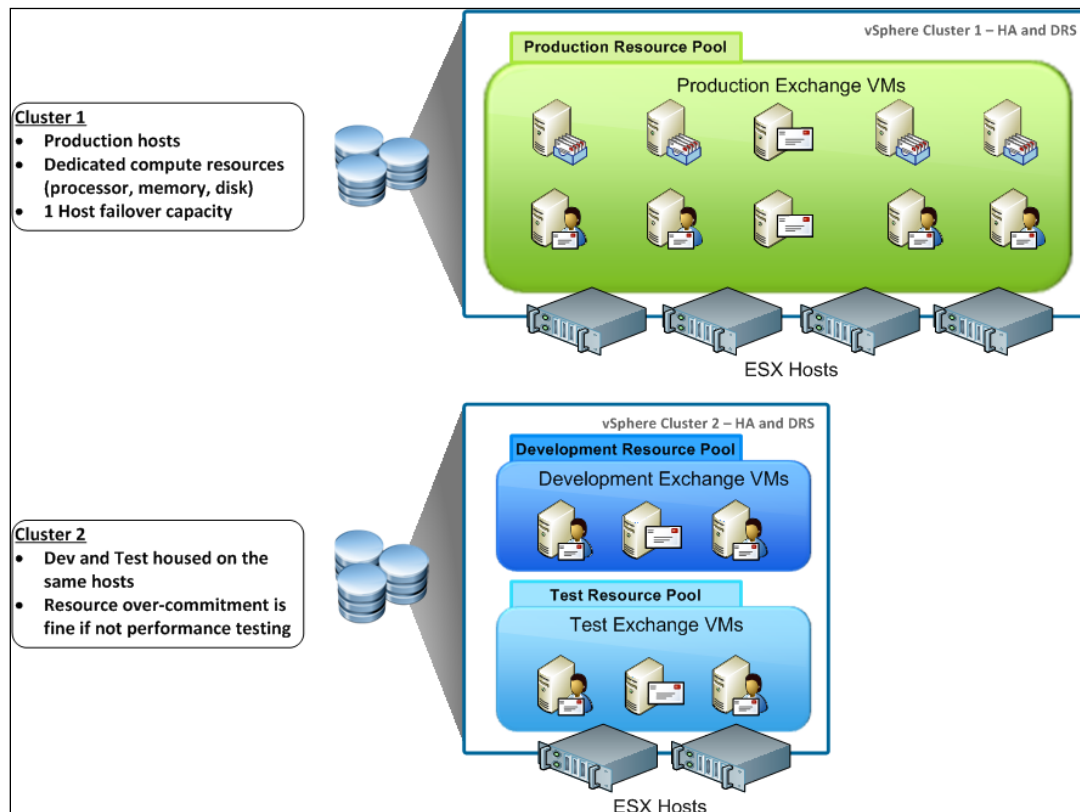 vSphere Cluster 1 – HA and DRS
Production Resource Pool
Production Exchange VMs
Cluster 1
• Production hosts
• Dedicated compute resources
(processor, memory, disk)
• 1 Host failover capacity
ESX Hosts
vSphere Cluster 2 – HA and DRS
Development Resource Pool
Development Exchange VMs
Cluster 2
• Dev and Test housed on the
same hosts
• Resource over-commitment is
fine if not performance testing
Test Resource Pool
Test Exchange VMs
ESX Hosts